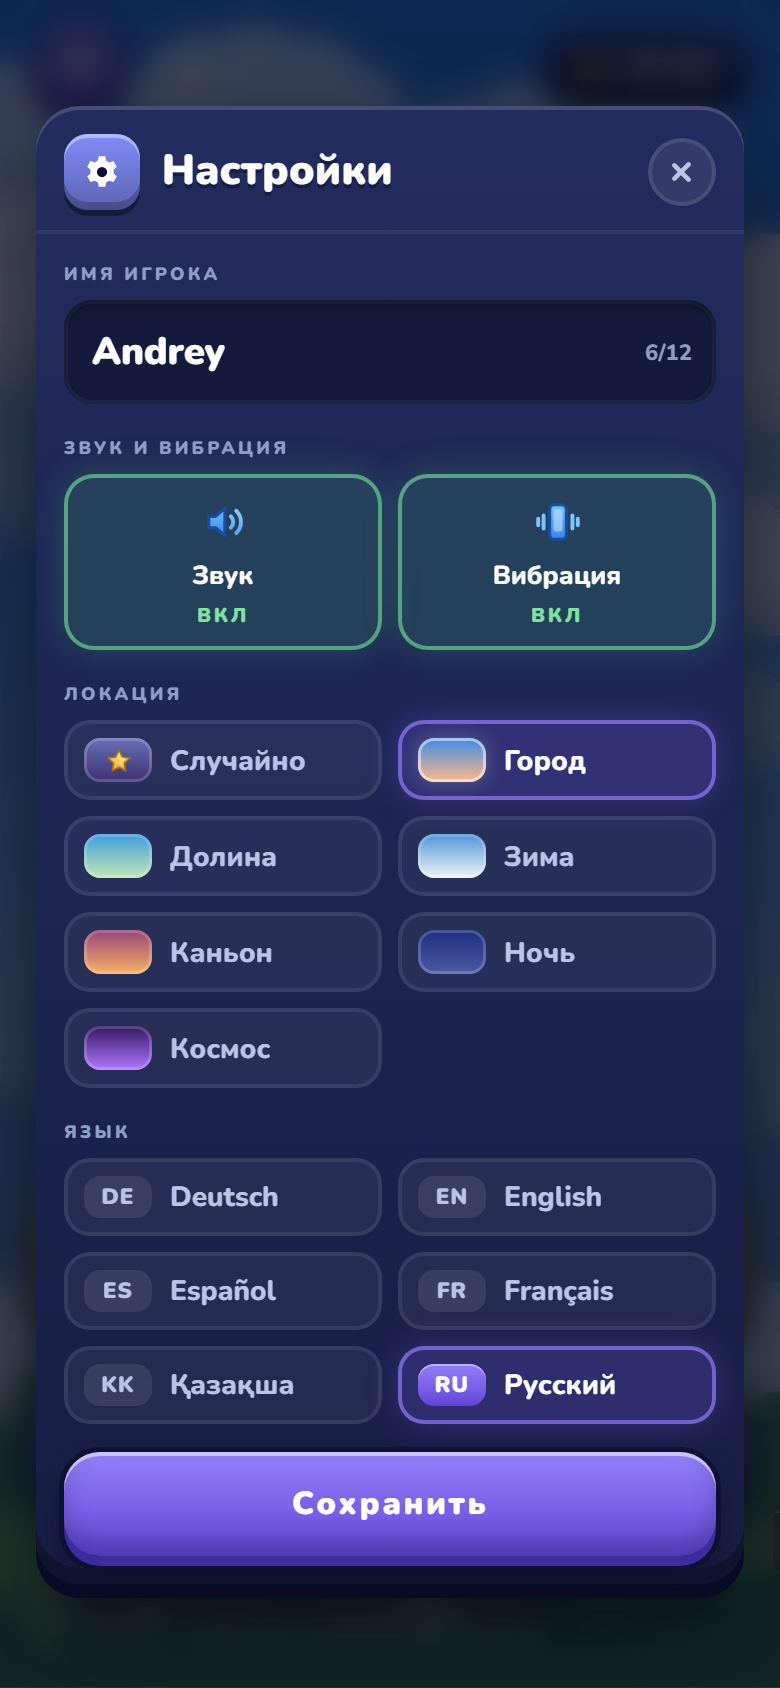 Настройки
ИМЯ ИГРОКА
Andrey 6/12
ЗВУК И ВИБРАЦИЯ
Звук Вибрация
ВКЛ ВКЛ
ЛОКАЦИЯ
Случайно Город
Долина Зима
Каньон Ночь
Космос
ЯЗЫК
DE Deutsch EN English
ES Español FR Français
KK Қазақша RU Русский
Сохранить